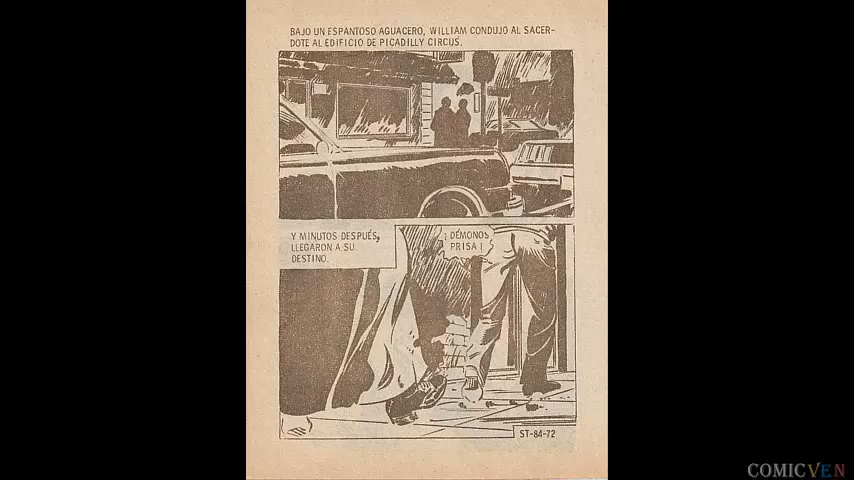 BAJO UN ESPANTOSO AGUACERO, WILLIAM CONDUJO AL SACER-
DOTE AL EDIFICIO DE PICADILLY CIRCUS.
Y MINUTOS DESPUÉS,
LLEGARON A SU
DESTINO.
¡DÉMONOS
PRISA!
ST-84-72
COMICVEN